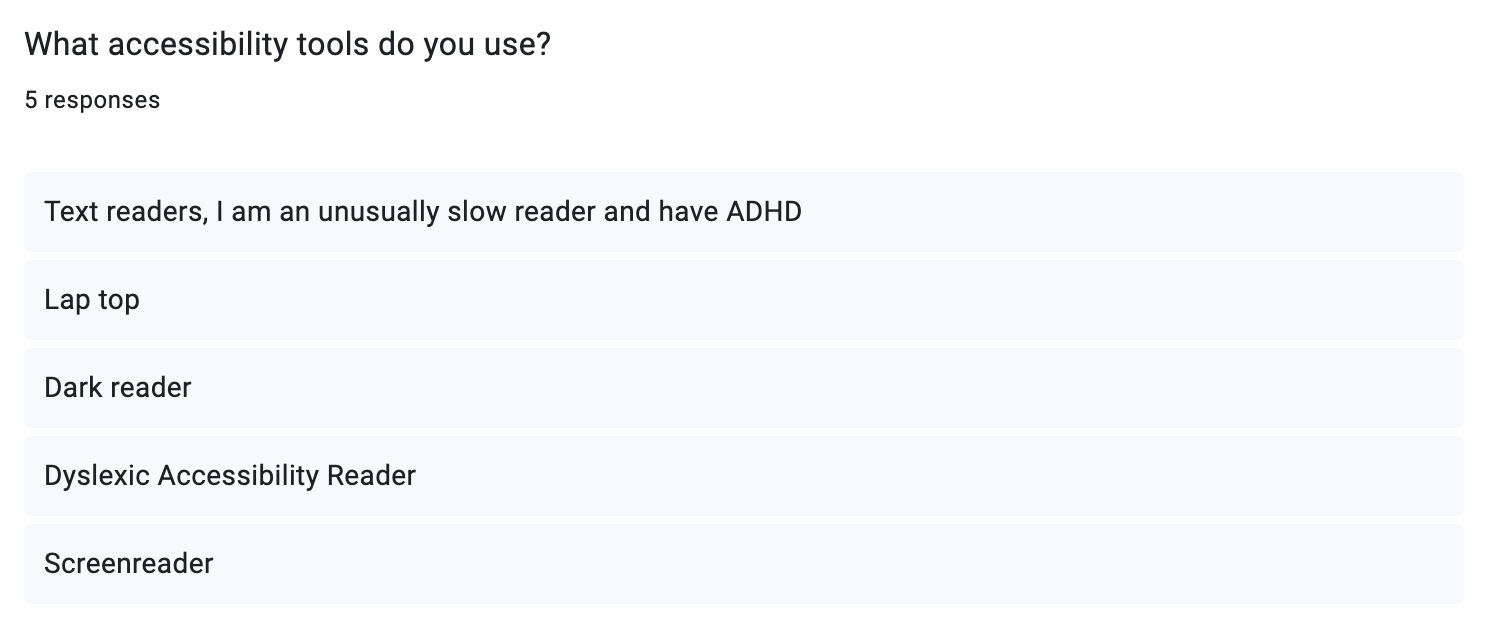 What accessibility tools do you use?
5 responses
Text readers, I am an unusually slow reader and have ADHD
Lap top
Dark reader
Dyslexic Accessibility Reader
Screenreader